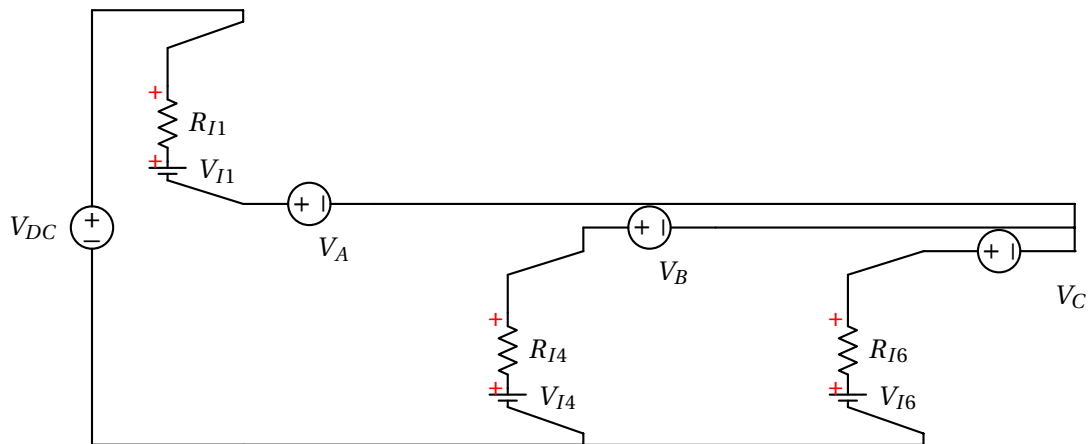 +
R_{I1}
+
V_{I1}
V_{DC}
+
−
+
−
V_A
+
−
V_B
+
−
V_C
+
R_{I4}
+
V_{I4}
+
R_{I6}
+
V_{I6}